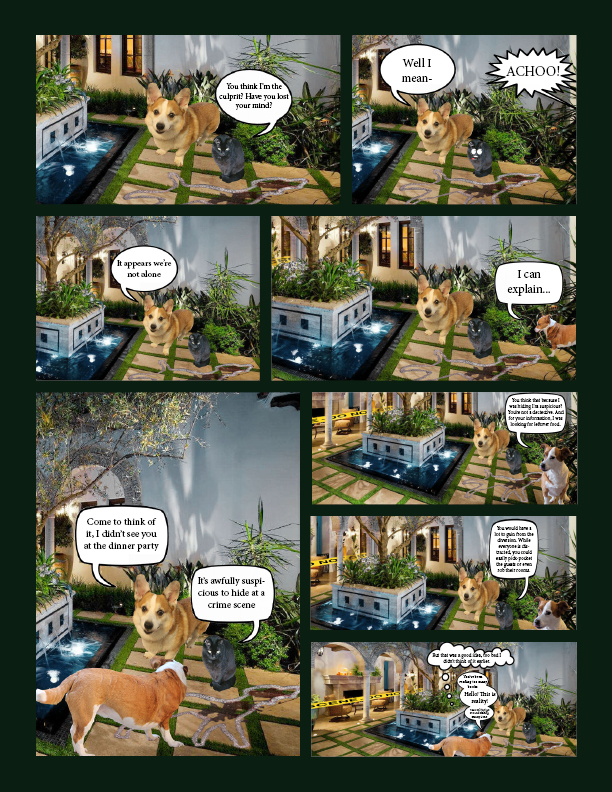 You think I'm the
culprit? Have you lost
your mind?
Well I
mean-
ACHOO!
It appears we're
not alone
I can
explain...
Come to think of
it, I didn't see you
at the dinner party
It's awfully suspi-
cious to hide at a
crime scene
You think that because I
was hiding I'm suspicious?
You're not a detective. And
for your information, I was
looking for leftover food.
You would have a
lot to gain from the
diversion. While
everyone is dis-
tracted, you could
easily pick pocket
the guests or even
rob their rooms.
But that was a good idea, too bad I
didn't think of it earlier.
Hello? This is
reality!